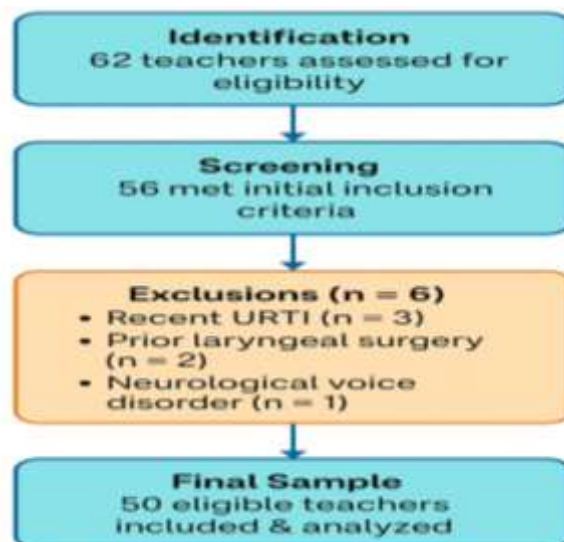 Identification
62 teachers assessed for
eligibility
Screening
56 met initial inclusion
criteria
Exclusions (n = 6)
• Recent URTI (n = 3)
• Prior laryngeal surgery
(n = 2)
• Neurological voice
disorder (n = 1)
Final Sample
50 eligible teachers
included & analyzed